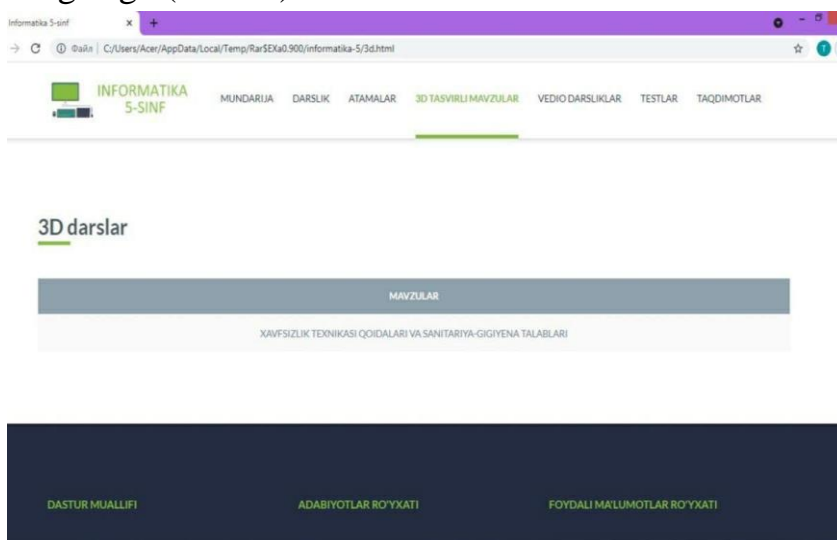 Informatika 5-sinf
Файл C:/Users/Acer/AppData/Local/Temp/Rar$EXa0.900/informatika-5/3d.html
INFORMATIKA
5-SINF
MUNDARIJA DARSLIK ATAMALAR 3D TASVIRLI MAVZULAR VEDIO DARSLIKLAR TESTLAR TAQDIMOTLAR
3D darslar
MAVZULAR
XAVFSIZLIK TEXNIKASI QOIDALARI VA SANITARIYA-GIGIYENA TALABLARI
DASTUR MUALLIFI ADABIYOTLAR RO'YXATI FOYDALI MA'LUMOTLAR RO'YXATI